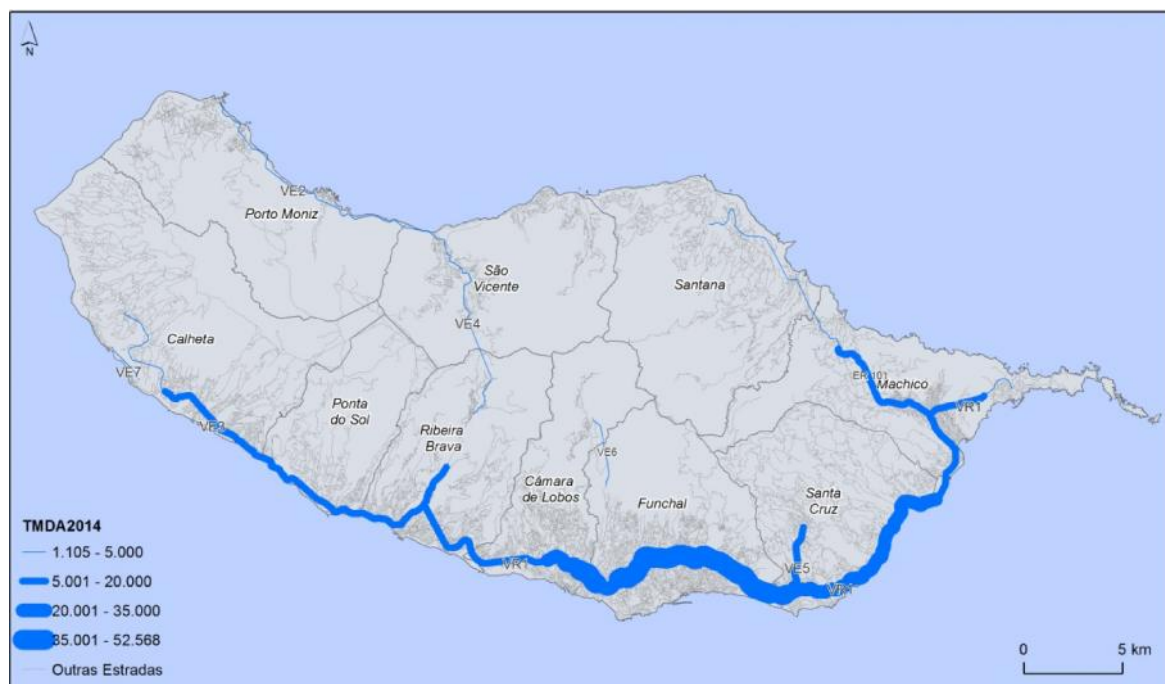 N
VE2
Porto Moniz
São
Vicente
Santana
VE4
Calheta
VE7
ER 101
Machico
VR1
Ponta
do Sol
VE3
Ribeira
Brava
VE6
Câmara
de Lobos
Funchal
Santa
Cruz
VR1
VE5
VR1
TMDA2014
1.105 - 5.000
5.001 - 20.000
20.001 - 35.000
35.001 - 52.568
Outras Estradas
0 5 km